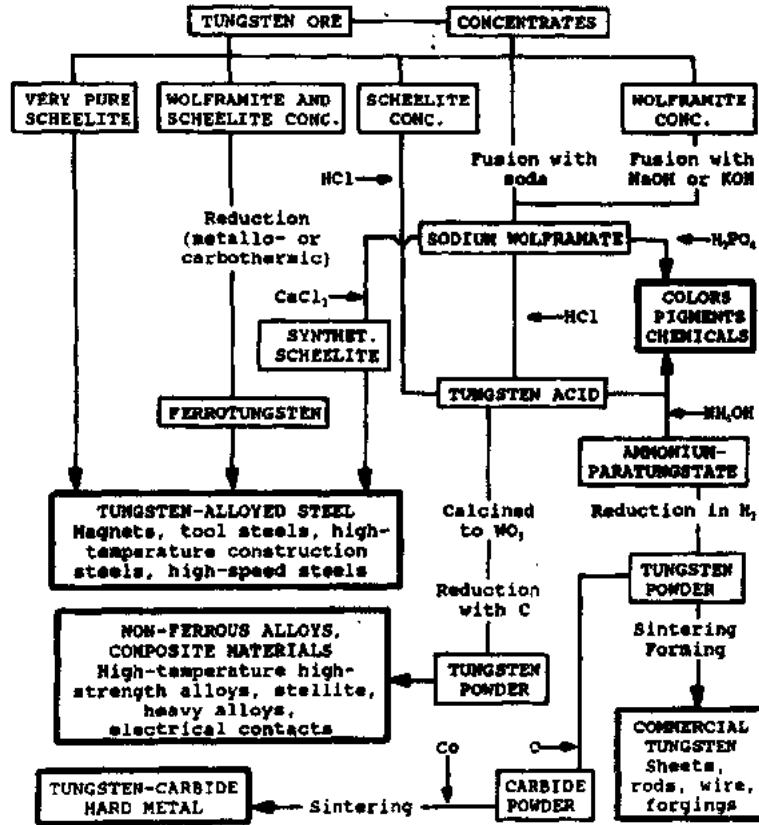 TUNGSTEN ORE
CONCENTRATES
VERY PURE
SCHEELITE
WOLFRAMITE AND
SCHEELITE CONC.
SCHEELITE
CONC.
WOLFRAMITE
CONC.
HCl
Fusion with
soda
Fusion with
NaOH or KOH
Reduction
(metallo- or
carbothermic)
SODIUM WOLFRAMATE
H₃PO₄
CaCl₂
HCl
COLORS
PIGMENTS
CHEMICALS
SYNTHET.
SCHEELITE
TUNGSTEN ACID
FERROTUNGSTEN
NH₄OH
AMMONIUM-
PARATUNGSTATE
TUNGSTEN-ALLOYED STEEL
Magnets, tool steels, high-
temperature construction
steels, high-speed steels
Calcined
to WO₃
Reduction in H₂
Reduction
with C
TUNGSTEN
POWDER
NON-FERROUS ALLOYS,
COMPOSITE MATERIALS
High-temperature high-
strength alloys, stellite,
heavy alloys,
electrical contacts
TUNGSTEN
POWDER
Sintering
Forming
COMMERCIAL
TUNGSTEN
Sheets,
rods, wire,
forgings
Co
C
TUNGSTEN-CARBIDE
HARD METAL
Sintering
CARBIDE
POWDER